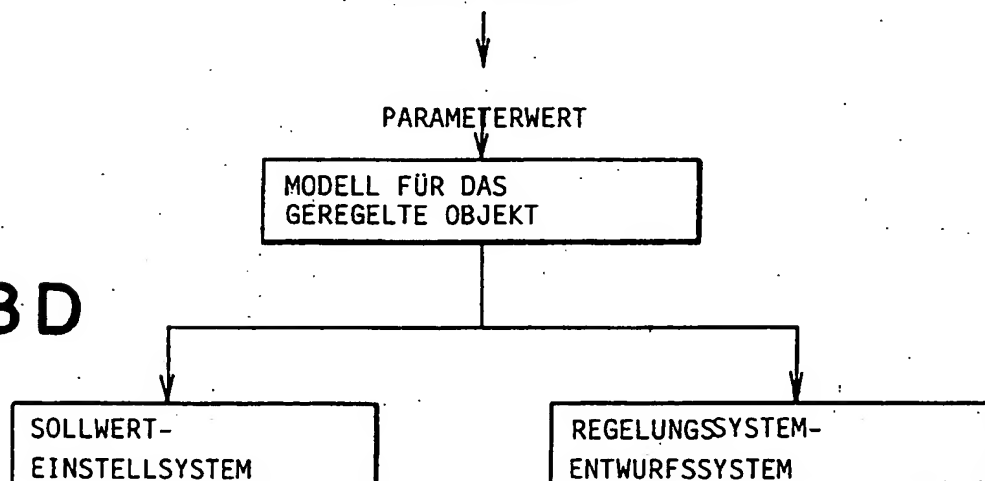 PARAMETERWERT
MODELL FÜR DAS
GEREGELTE OBJEKT
D
SOLLWERT-
EINSTELLSYSTEM
REGELUNGSSYSTEM-
ENTWURFSSYSTEM